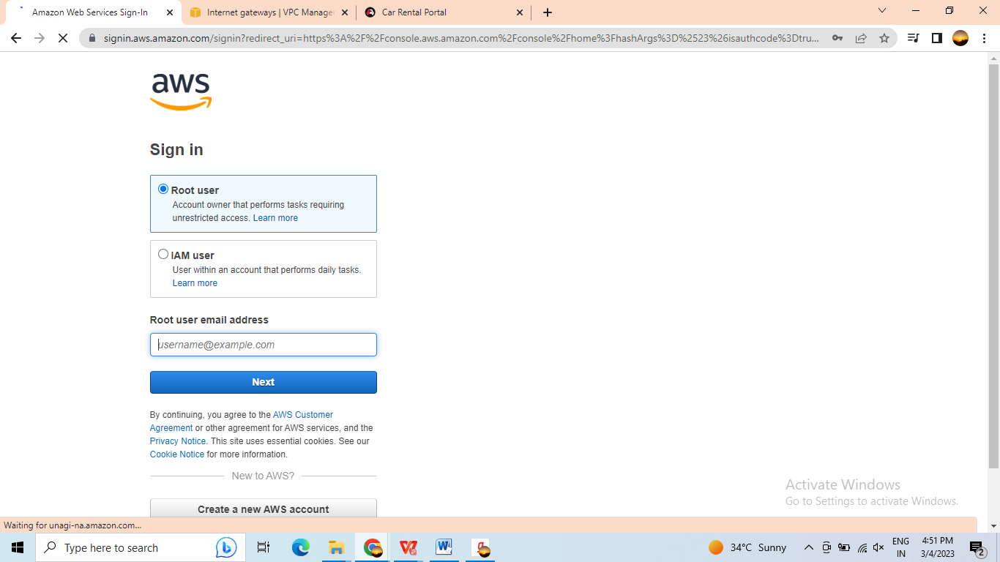 Amazon Web Services Sign-In
Internet gateways | VPC Manager
Car Rental Portal
signin.aws.amazon.com/signin?redirect_uri=https%3A%2F%2Fconsole.aws.amazon.com%2Fconsole%2Fhome%3FhashArgs%3D%2523%26isauthcode%3Dtru...
aws
Sign in
Root user
Account owner that performs tasks requiring
unrestricted access. Learn more
IAM user
User within an account that performs daily tasks.
Learn more
Root user email address
username@example.com
Next
By continuing, you agree to the AWS Customer
Agreement or other agreement for AWS services, and the
Privacy Notice. This site uses essential cookies. See our
Cookie Notice for more information.
New to AWS?
Create a new AWS account
Activate Windows
Go to Settings to activate Windows.
Waiting for unagi-na.amazon.com...
Type here to search
34°C Sunny
ENG
IN
4:51 PM
3/4/2023
2